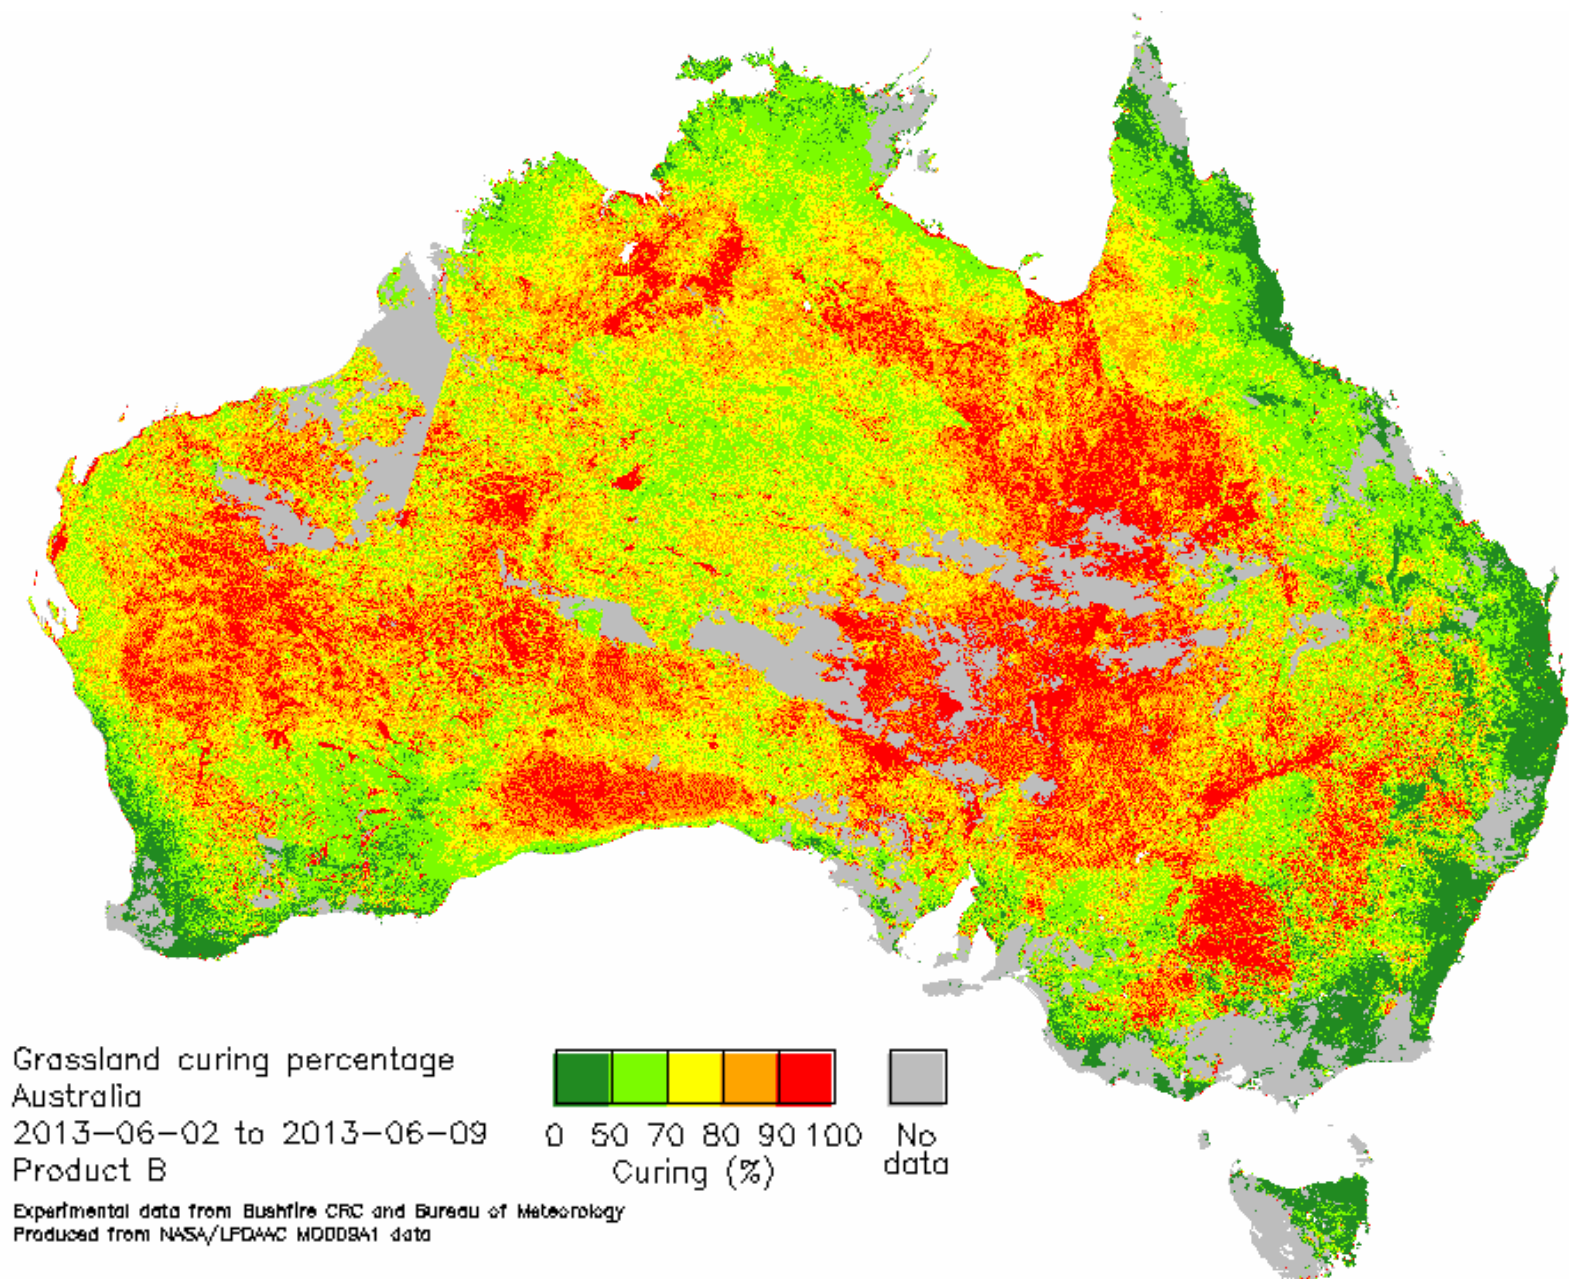 Grassland curing percentage
Australia
2013-06-02 to 2013-06-09
Product B
Experimental data from Bushfire CRC and Bureau of Meteorology
Produced from NASA/LPDAAC MOD09A1 data
0 50 70 80 90 100
Curing (%)
No
data